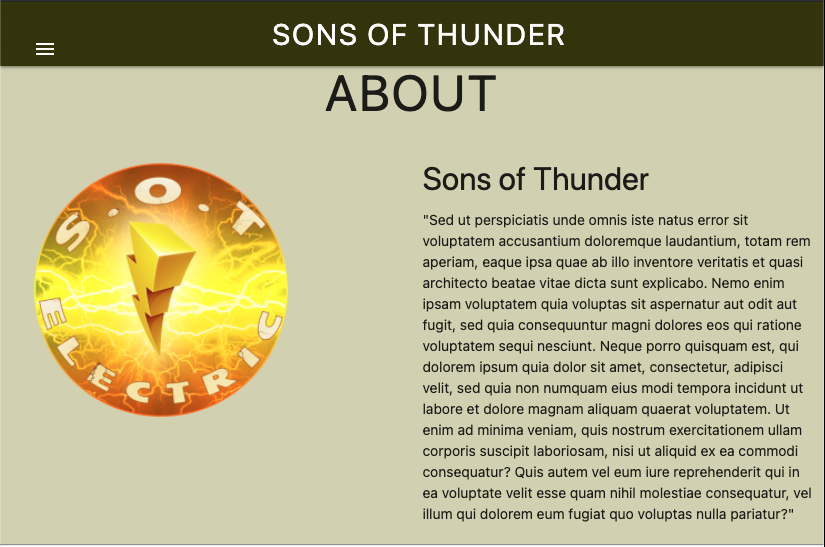 SONS OF THUNDER
ABOUT
S.O.T
ELECTRIC
Sons of Thunder
"Sed ut perspiciatis unde omnis iste natus error sit
voluptatem accusantium doloremque laudantium, totam rem
aperiam, eaque ipsa quae ab illo inventore veritatis et quasi
architecto beatae vitae dicta sunt explicabo. Nemo enim
ipsam voluptatem quia voluptas sit aspernatur aut odit aut
fugit, sed quia consequuntur magni dolores eos qui ratione
voluptatem sequi nesciunt. Neque porro quisquam est, qui
dolorem ipsum quia dolor sit amet, consectetur, adipisci
velit, sed quia non numquam eius modi tempora incidunt ut
labore et dolore magnam aliquam quaerat voluptatem. Ut
enim ad minima veniam, quis nostrum exercitationem ullam
corporis suscipit laboriosam, nisi ut aliquid ex ea commodi
consequatur? Quis autem vel eum iure reprehenderit qui in
ea voluptate velit esse quam nihil molestiae consequatur, vel
illum qui dolorem eum fugiat quo voluptas nulla pariatur?"